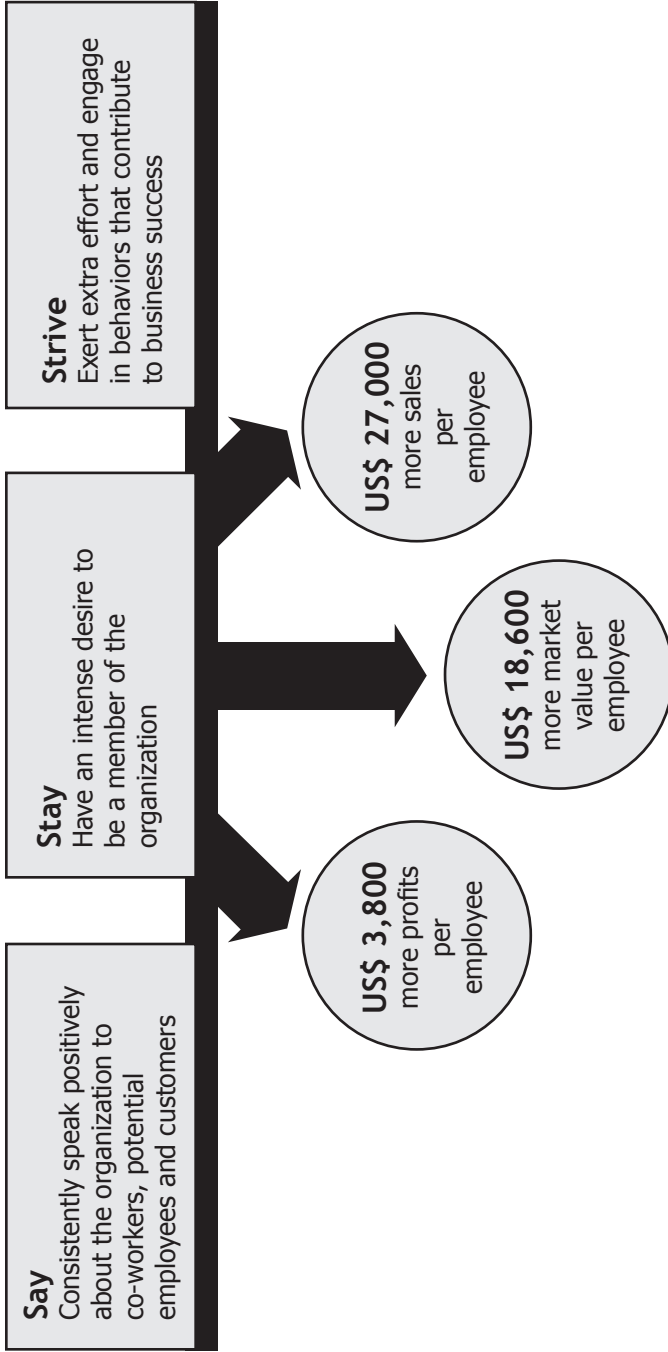 Say
Consistently speak positively
about the organization to
co-workers, potential
employees and customers
Stay
Have an intense desire to
be a member of the
organization
Strive
Exert extra effort and engage
in behaviors that contribute
to business success
US$ 3,800
more profits
per
employee
US$ 18,600
more market
value per
employee
US$ 27,000
more sales
per
employee